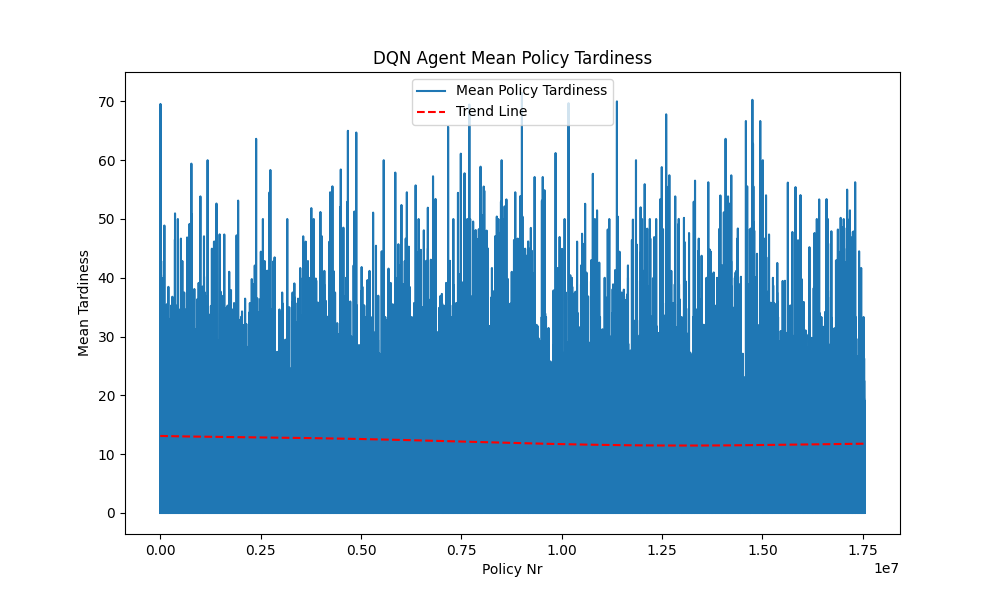 DQN Agent Mean Policy Tardiness
Mean Policy Tardiness
Trend Line
Mean Tardiness
70
60
50
40
30
20
10
0
0.00 0.25 0.50 0.75 1.00 1.25 1.50 1.75
1e7
Policy Nr